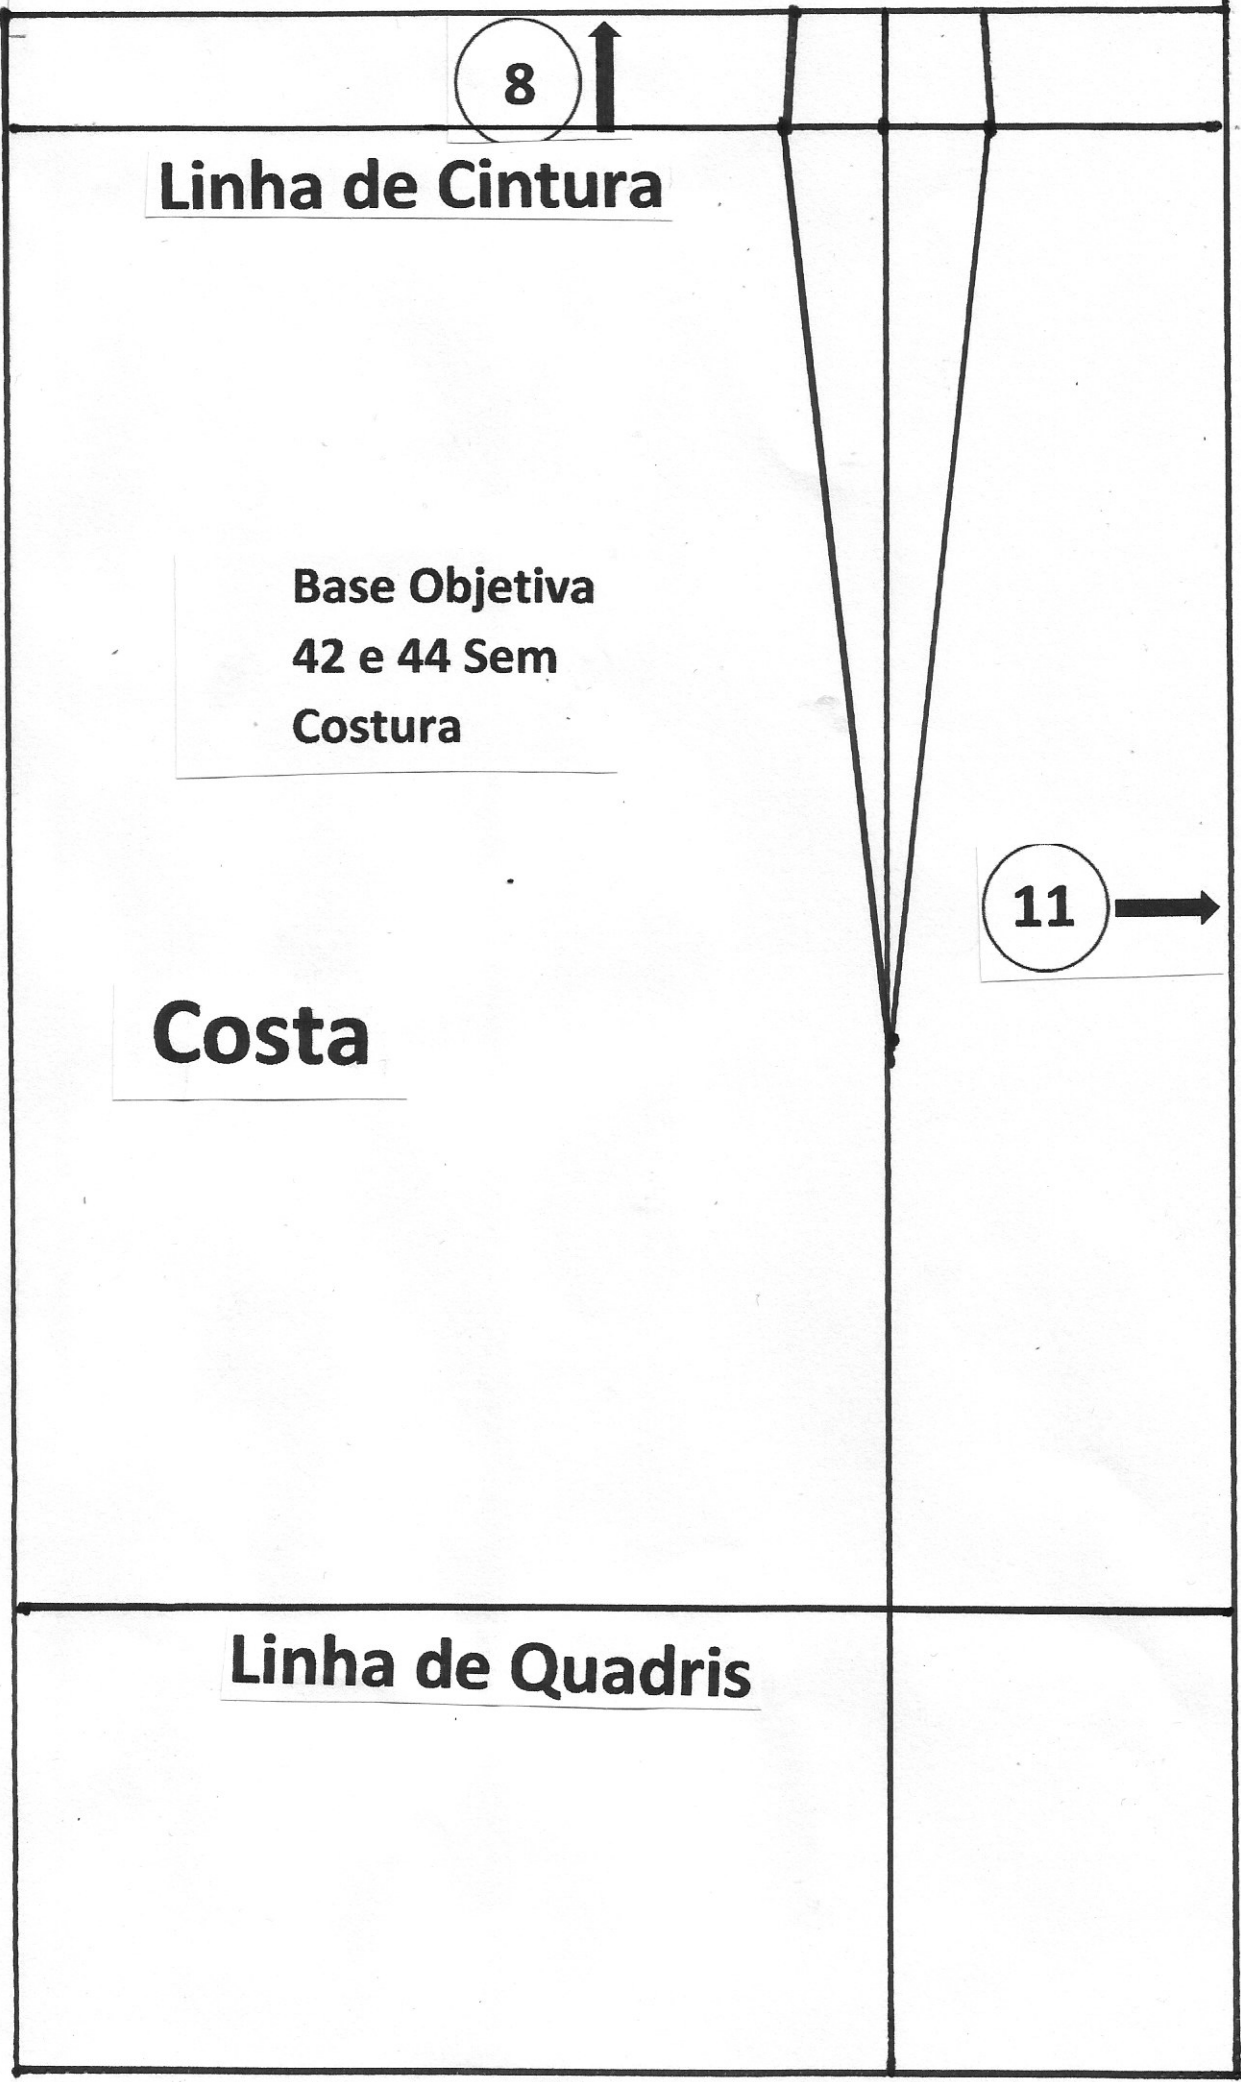 8
Linha de Cintura
Base Objetiva
42 e 44 Sem
Costura
11
Costa
Linha de Quadris